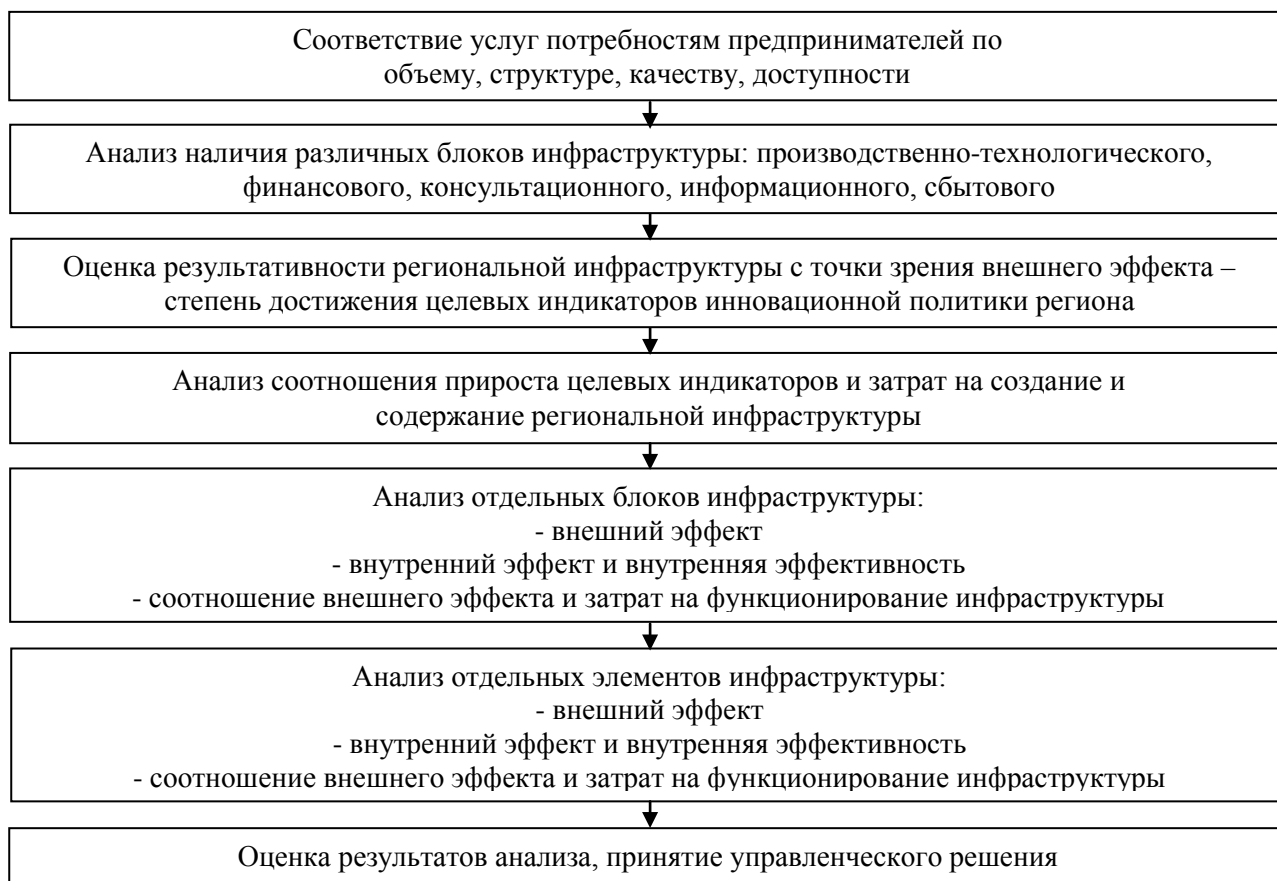 Соответствие услуг потребностям предпринимателей по
объему, структуре, качеству, доступности
Анализ наличия различных блоков инфраструктуры: производственно-технологического,
финансового, консультационного, информационного, сбытового
Оценка результативности региональной инфраструктуры с точки зрения внешнего эффекта –
степень достижения целевых индикаторов инновационной политики региона
Анализ соотношения прироста целевых индикаторов и затрат на создание и
содержание региональной инфраструктуры
Анализ отдельных блоков инфраструктуры:
- внешний эффект
- внутренний эффект и внутренняя эффективность
- соотношение внешнего эффекта и затрат на функционирование инфраструктуры
Анализ отдельных элементов инфраструктуры:
- внешний эффект
- внутренний эффект и внутренняя эффективность
- соотношение внешнего эффекта и затрат на функционирование инфраструктуры
Оценка результатов анализа, принятие управленческого решения